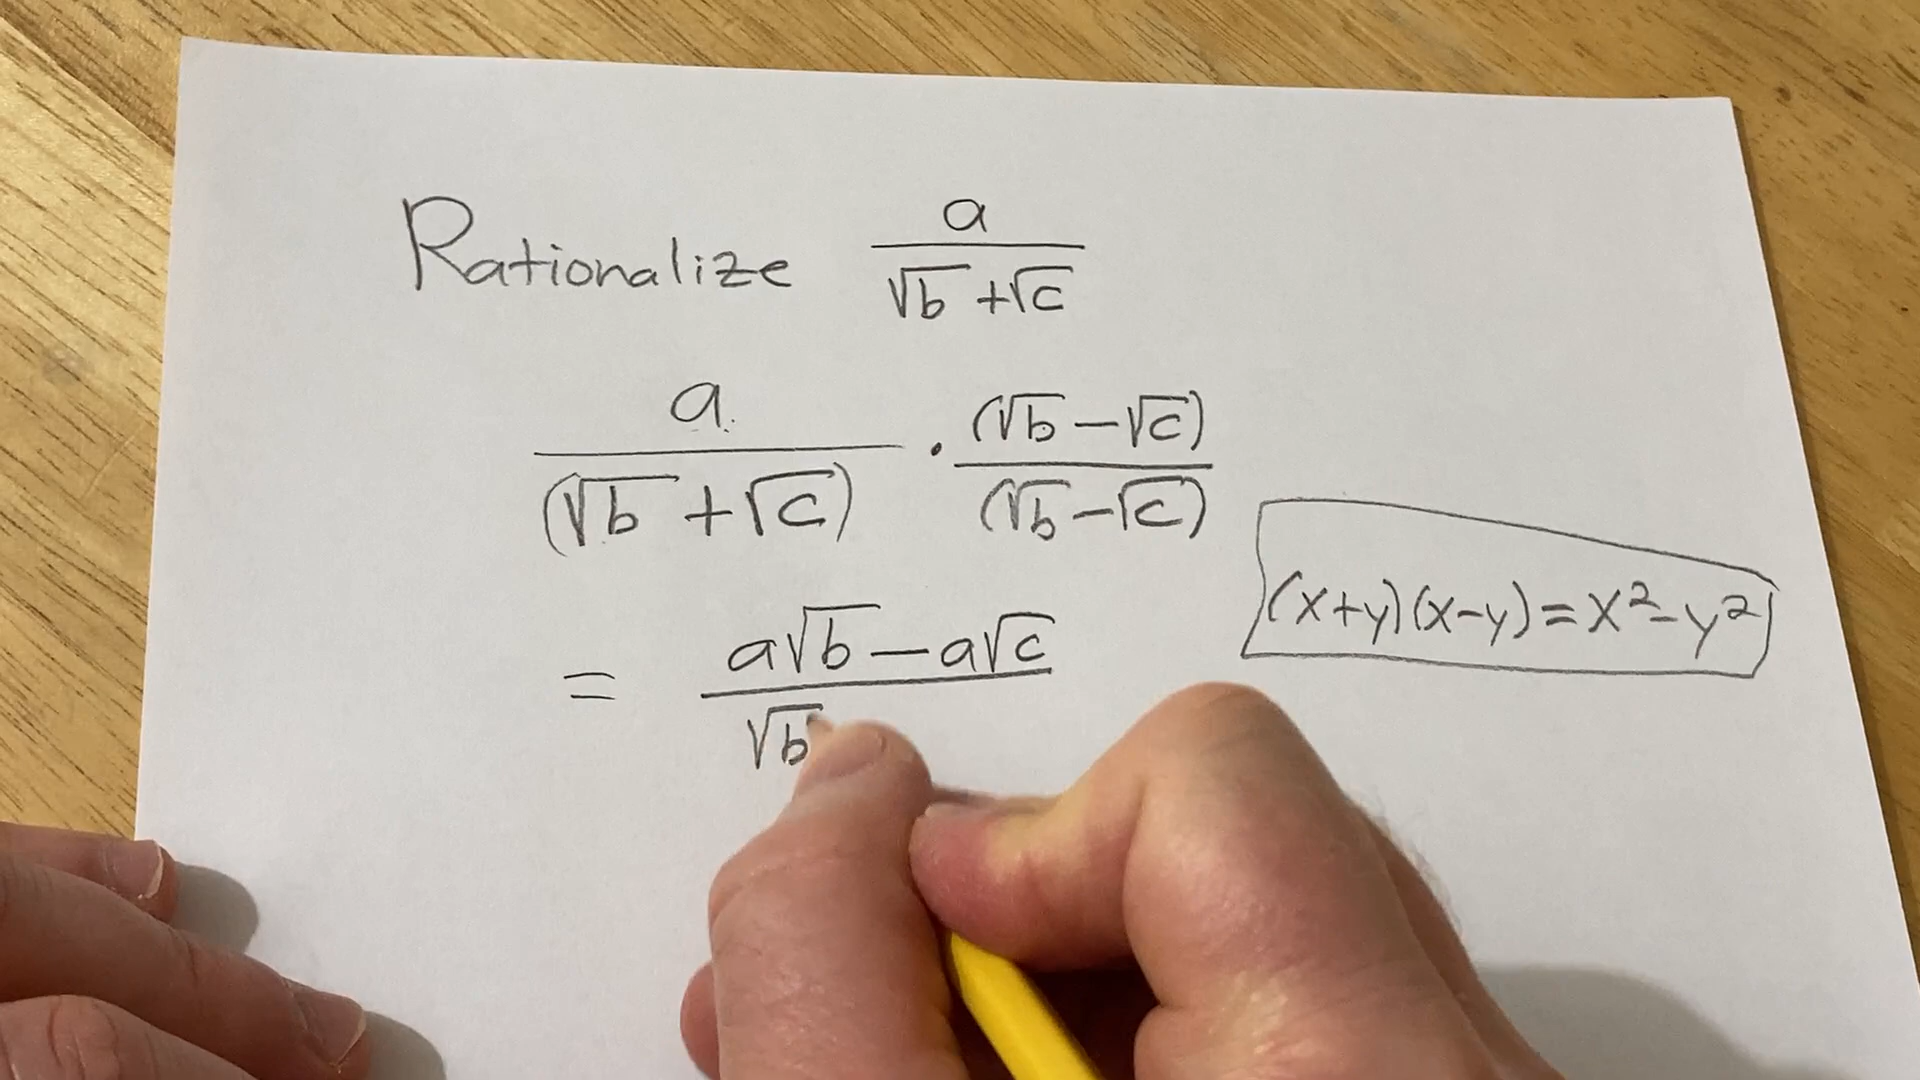 Rationalize a/(√b + √c)
a/(√b + √c) · (√b − √c)/(√b − √c)
(x+y)(x−y) = x² − y²
= (a√b − a√c)/√b